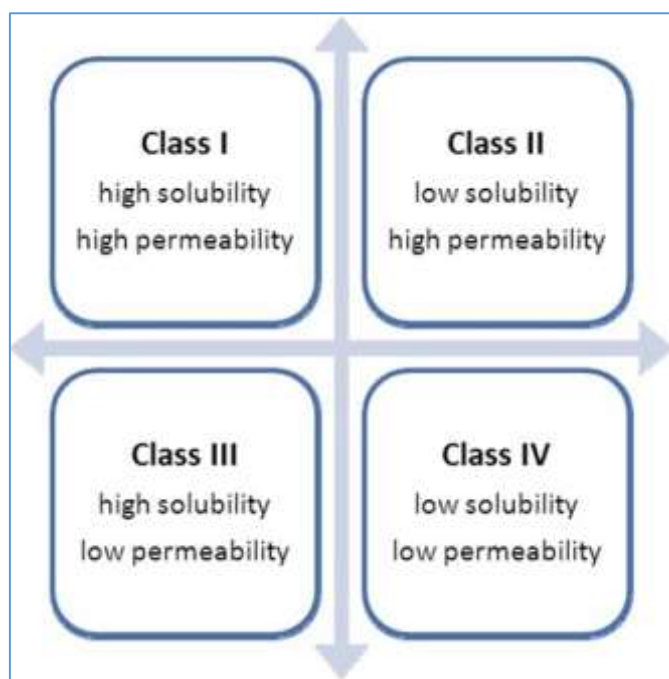 Class I
high solubility
high permeability
Class II
low solubility
high permeability
Class III
high solubility
low permeability
Class IV
low solubility
low permeability